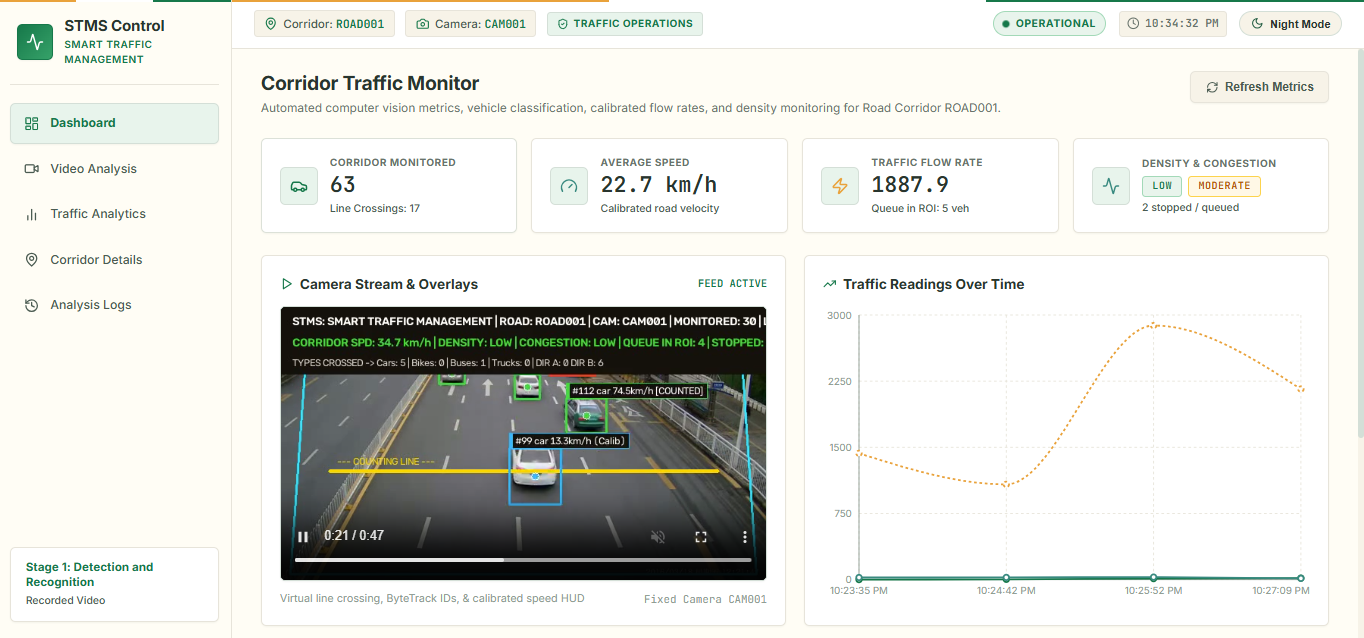 STMS Control
SMART TRAFFIC
MANAGEMENT
Corridor: ROAD001
Camera: CAM001
TRAFFIC OPERATIONS
OPERATIONAL
10:34:32 PM
Night Mode
Dashboard
Video Analysis
Traffic Analytics
Corridor Details
Analysis Logs
Stage 1: Detection and
Recognition
Recorded Video
Corridor Traffic Monitor
Automated computer vision metrics, vehicle classification, calibrated flow rates, and density monitoring for Road Corridor ROAD001.
Refresh Metrics
CORRIDOR MONITORED
63
Line Crossings: 17
AVERAGE SPEED
22.7 km/h
Calibrated road velocity
TRAFFIC FLOW RATE
1887.9
Queue in ROI: 5 veh
DENSITY & CONGESTION
LOW
MODERATE
2 stopped / queued
Camera Stream & Overlays
FEED ACTIVE
STMS: SMART TRAFFIC MANAGEMENT | ROAD: ROAD001 | CAM: CAM001 | MONITORED: 30 |
CORRIDOR SPD: 34.7 km/h | DENSITY: LOW | CONGESTION: LOW | QUEUE IN ROI: 4 | STOPPED:
TYPES CROSSED -> Cars: 5 | Bikes: 0 | Buses: 1 | Trucks: 0 | DIR A: 0 DIR B: 6
#112 car 74.5km/h [COUNTED]
#99 car 13.3km/h (Calib)
--- COUNTING LINE ---
0:21 / 0:47
Virtual line crossing, ByteTrack IDs, & calibrated speed HUD
Fixed Camera CAM001
Traffic Readings Over Time
3000
2250
1500
750
0
10:23:35 PM
10:24:42 PM
10:25:52 PM
10:27:09 PM